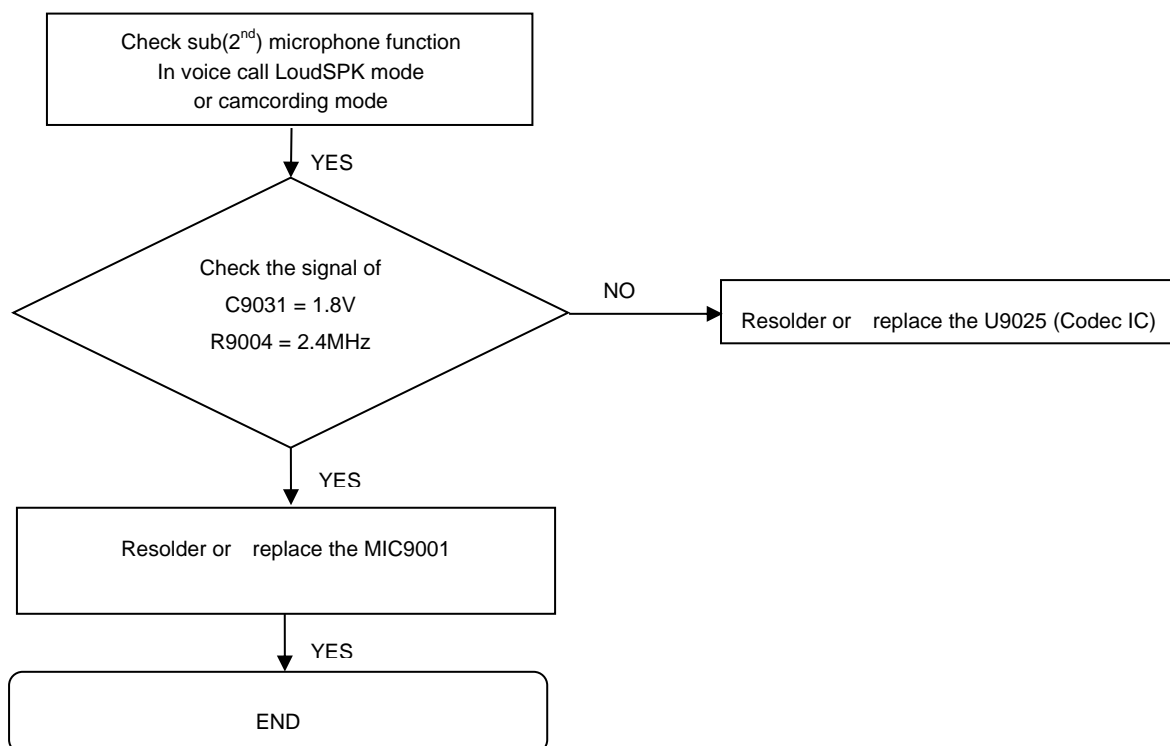 Check sub(2nd) microphone function
In voice call LoudSPK mode
or camcording mode
YES
Check the signal of
C9031 = 1.8V
R9004 = 2.4MHz
NO
Resolder or replace the U9025 (Codec IC)
YES
Resolder or replace the MIC9001
YES
END